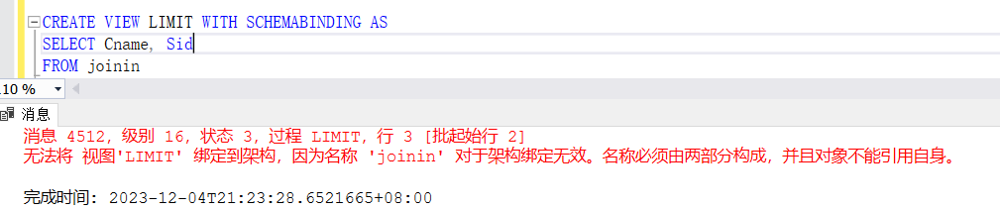 CREATE VIEW LIMIT WITH SCHEMABINDING AS
SELECT Cname, Sid
FROM joinin
10 %
消息
消息 4512，级别 16，状态 3，过程 LIMIT，行 3 [批起始行 2]
无法将 视图'LIMIT' 绑定到架构，因为名称 'joinin' 对于架构绑定无效。名称必须由两部分构成，并且对象不能引用自身。
完成时间: 2023-12-04T21:23:28.6521665+08:00